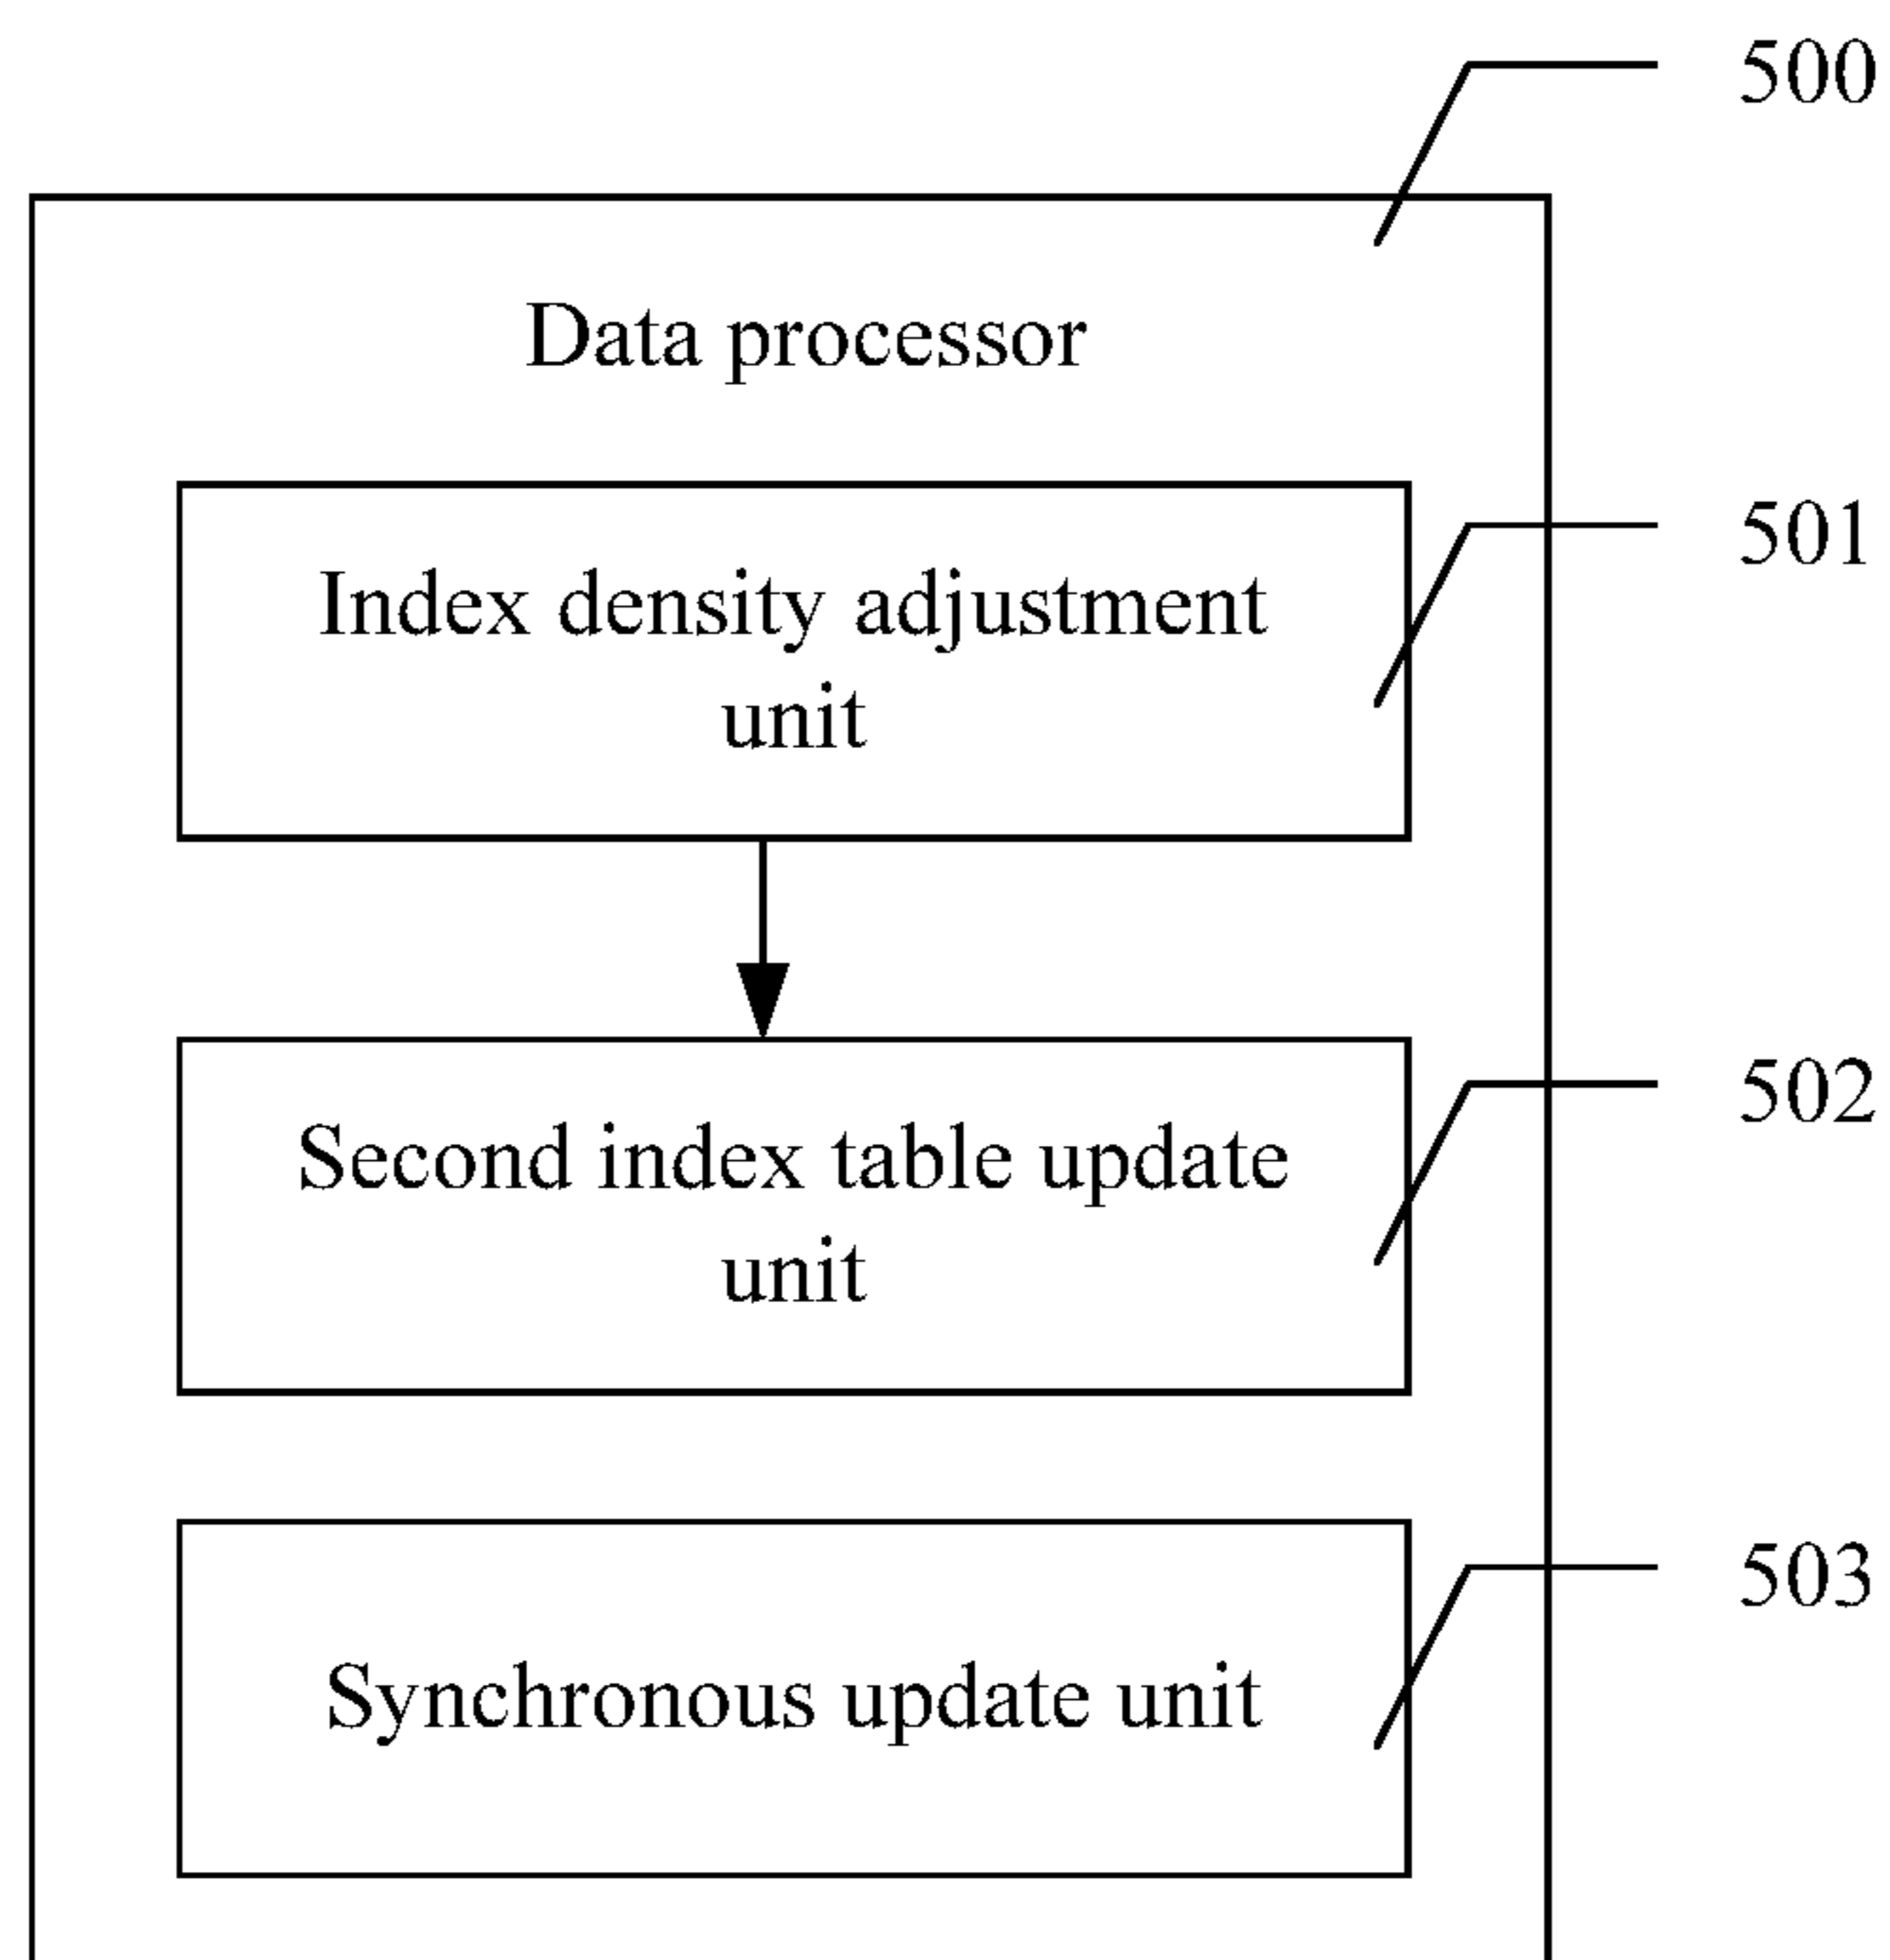 500
Data processor
501
Index density adjustment
unit
502
Second index table update
unit
503
Synchronous update unit